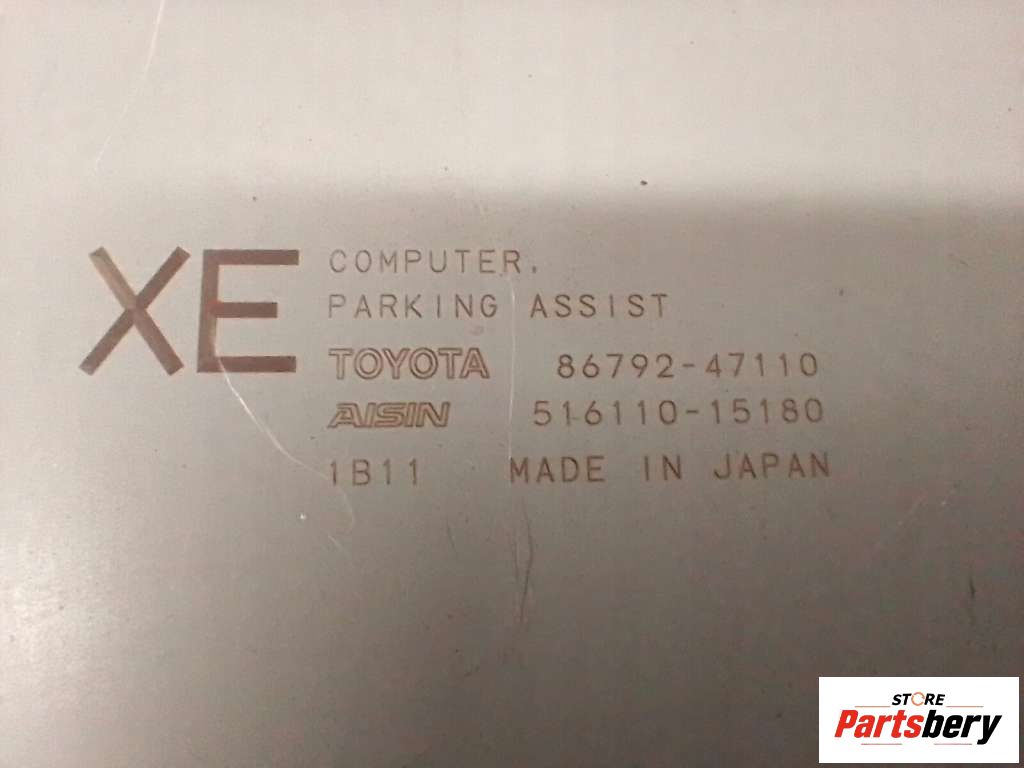 XE
COMPUTER,
PARKING ASSIST
TOYOTA 86792-47110
AISIN 516110-15180
1B11 MADE IN JAPAN
STORE
Partsbery